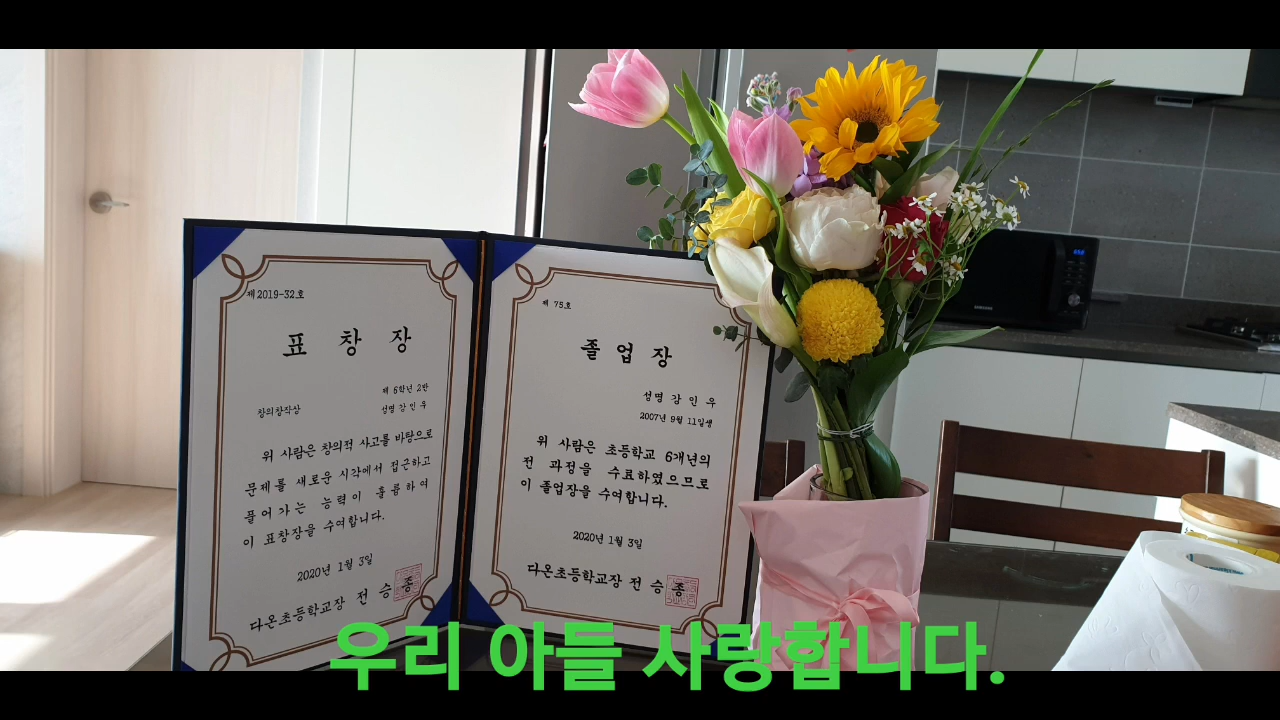 제2019-32호
표 창 장
제 6학년 2반
창의창작상
성명 강 인 우
위 사람은 창의적 사고를 바탕으로
문제를 새로운 시각에서 접근하고
풀어가는 능력이 훌륭하여
이 표창장을 수여합니다.
2020년 1월 3일
다온초등학교장 전 승 종
제 75호
졸 업 장
성명 강 인 우
2007년 9월 11일생
위 사람은 초등학교 6개년의
전 과정을 수료하였으므로
이 졸업장을 수여합니다.
2020년 1월 3일
다온초등학교장 전 승 종
SAMSUNG
우리 아들 사랑합니다.